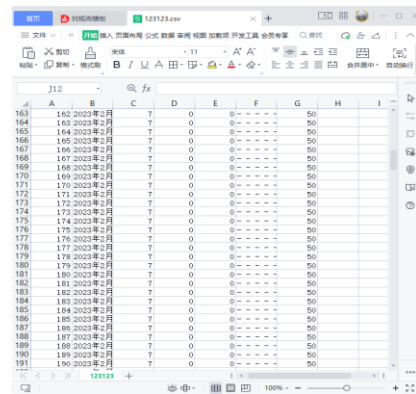 首页 找稻壳模板 123123.csv
文件 开始 插入 页面布局 公式 数据 审阅 视图 加载项 开发工具 会员专享 查找
粘贴 剪切 复制 格式刷 宋体 11 B I U A 合并居中 自动换行
J12 fx
A B C D E F G H I
163 162 2023年2月 7 0 0 - - - - - 50
164 163 2023年2月 7 0 0 - - - - - 50
165 164 2023年2月 7 0 0 - - - - - 50
166 165 2023年2月 7 0 0 - - - - - 50
167 166 2023年2月 7 0 0 - - - - - 50
168 167 2023年2月 7 0 0 - - - - - 50
169 168 2023年2月 7 0 0 - - - - - 50
170 169 2023年2月 7 0 0 - - - - - 50
171 170 2023年2月 7 0 0 - - - - - 50
172 171 2023年2月 7 0 0 - - - - - 50
173 172 2023年2月 7 0 0 - - - - - 50
174 173 2023年2月 7 0 0 - - - - - 50
175 174 2023年2月 7 0 0 - - - - - 50
176 175 2023年2月 7 0 0 - - - - - 50
177 176 2023年2月 7 0 0 - - - - - 50
178 177 2023年2月 7 0 0 - - - - - 50
179 178 2023年2月 7 0 0 - - - - - 50
180 179 2023年2月 7 0 0 - - - - - 50
181 180 2023年2月 7 0 0 - - - - - 50
182 181 2023年2月 7 0 0 - - - - - 50
183 182 2023年2月 7 0 0 - - - - - 50
184 183 2023年2月 7 0 0 - - - - - 50
185 184 2023年2月 7 0 0 - - - - - 50
186 185 2023年2月 7 0 0 - - - - - 50
187 186 2023年2月 7 0 0 - - - - - 50
188 187 2023年2月 7 0 0 - - - - - 50
189 188 2023年2月 7 0 0 - - - - - 50
190 189 2023年2月 7 0 0 - - - - - 50
191 190 2023年2月 7 0 0 - - - - - 50
123123
100%